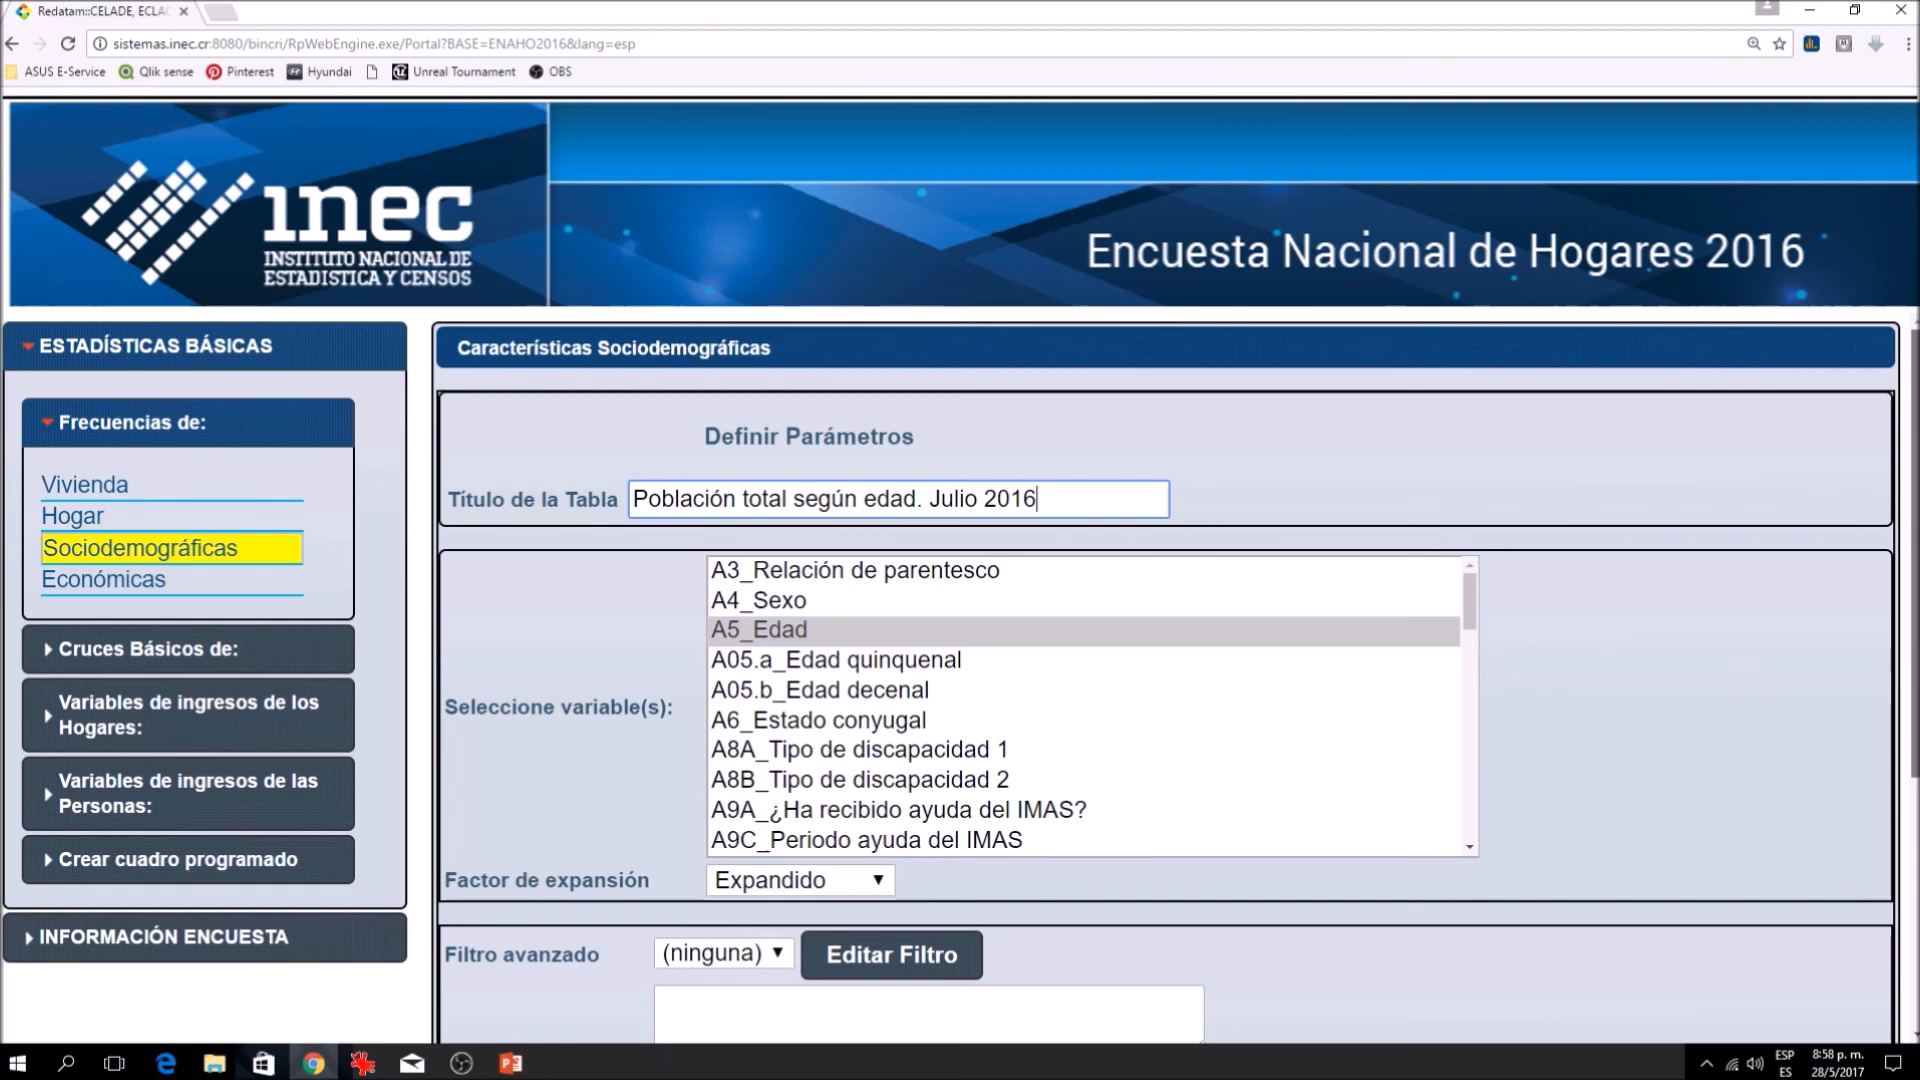 Redatam::CELADE, ECLAC
sistemas.inec.cr:8080/bincri/RpWebEngine.exe/Portal?BASE=ENAHO2016&lang=esp
ASUS E-Service Qlik sense Pinterest Hyundai Unreal Tournament OBS
inec
INSTITUTO NACIONAL DE
ESTADISTICA Y CENSOS
Encuesta Nacional de Hogares 2016
ESTADÍSTICAS BÁSICAS
Frecuencias de:
Vivienda
Hogar
Sociodemográficas
Económicas
Cruces Básicos de:
Variables de ingresos de los
Hogares:
Variables de ingresos de las
Personas:
Crear cuadro programado
INFORMACIÓN ENCUESTA
Características Sociodemográficas
Definir Parámetros
Título de la Tabla Población total según edad. Julio 2016
Seleccione variable(s):
A3_Relación de parentesco
A4_Sexo
A5_Edad
A05.a_Edad quinquenal
A05.b_Edad decenal
A6_Estado conyugal
A8A_Tipo de discapacidad 1
A8B_Tipo de discapacidad 2
A9A_¿Ha recibido ayuda del IMAS?
A9C_Periodo ayuda del IMAS
Factor de expansión Expandido
Filtro avanzado (ninguna) Editar Filtro
ESP
ES
8:58 p. m.
28/5/2017